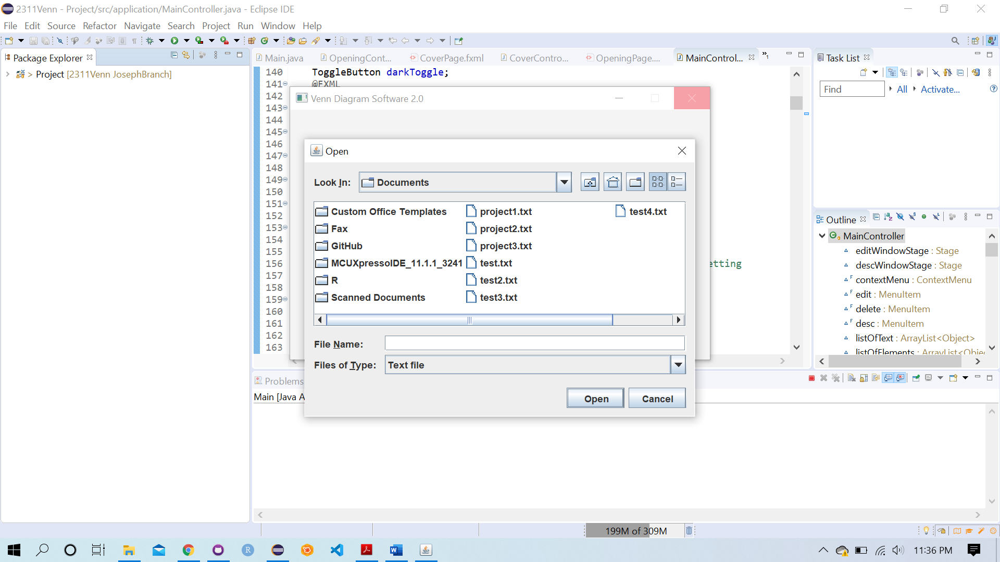 2311Venn - Project/src/application/MainController.java - Eclipse IDE
File Edit Source Refactor Navigate Search Project Run Window Help
Package Explorer
> Project [2311Venn JosephBranch]
Main.java OpeningCont... CoverPage.fxml CoverContro... OpeningPage.... MainControl... »1
140 ToggleButton darkToggle;
141 @FXML
142
143
144
145
146
147
148
149
150
151
152
153
154
155
156 etting
157
158
159
160
161
162
163
Venn Diagram Software 2.0
Open
Look In: Documents
Custom Office Templates project1.txt test4.txt
Fax project2.txt
GitHub project3.txt
MCUXpressoIDE_11.1.1_3241 test.txt
R test2.txt
Scanned Documents test3.txt
File Name:
Files of Type: Text file
Open Cancel
Problems
Main [Java A
Task List
Find All Activate...
Outline
MainController
editWindowStage : Stage
descWindowStage : Stage
contextMenu : ContextMenu
edit : MenuItem
delete : MenuItem
desc : MenuItem
listOfText : ArrayList<Object>
listOfElements : ArrayList<Obje
199M of 309M
11:36 PM